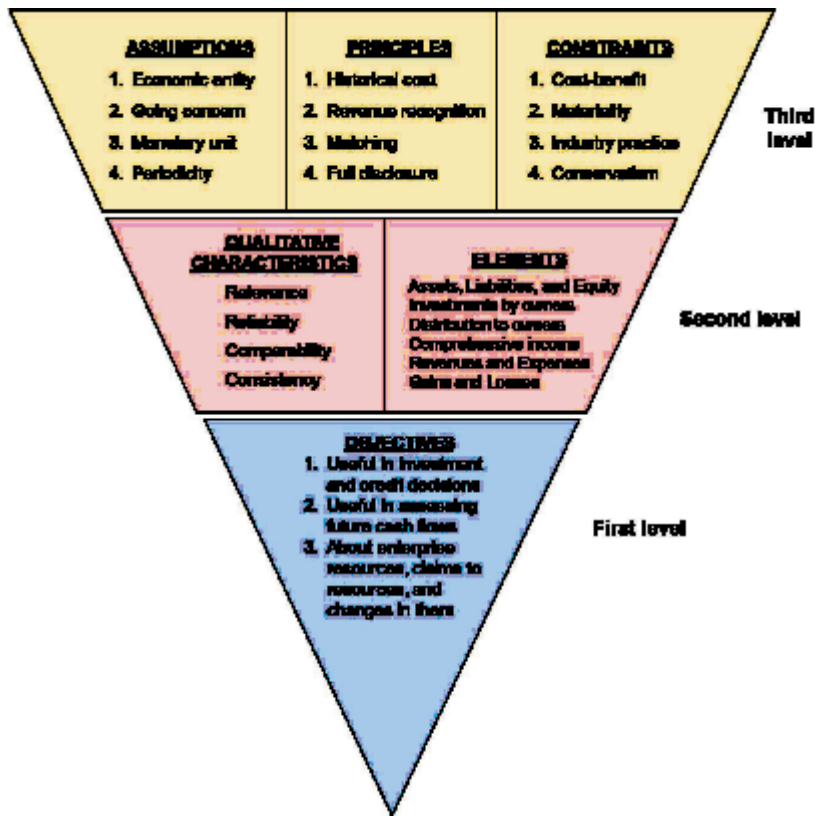 ASSUMPTIONS
1. Economic entity
2. Going concern
3. Monetary unit
4. Periodicity
PRINCIPLES
1. Historical cost
2. Revenue recognition
3. Matching
4. Full disclosure
CONSTRAINTS
1. Cost-benefit
2. Materiality
3. Industry practice
4. Conservatism
Third
level
QUALITATIVE
CHARACTERISTICS
Relevance
Reliability
Comparability
Consistency
ELEMENTS
Assets, Liabilities, and Equity
Investments by owners
Distribution to owners
Comprehensive income
Revenues and Expenses
Gains and Losses
Second level
OBJECTIVES
1. Useful in investment
and credit decisions
2. Useful in assessing
future cash flows
3. About enterprise
resources, claims to
resources, and
changes in them
First level